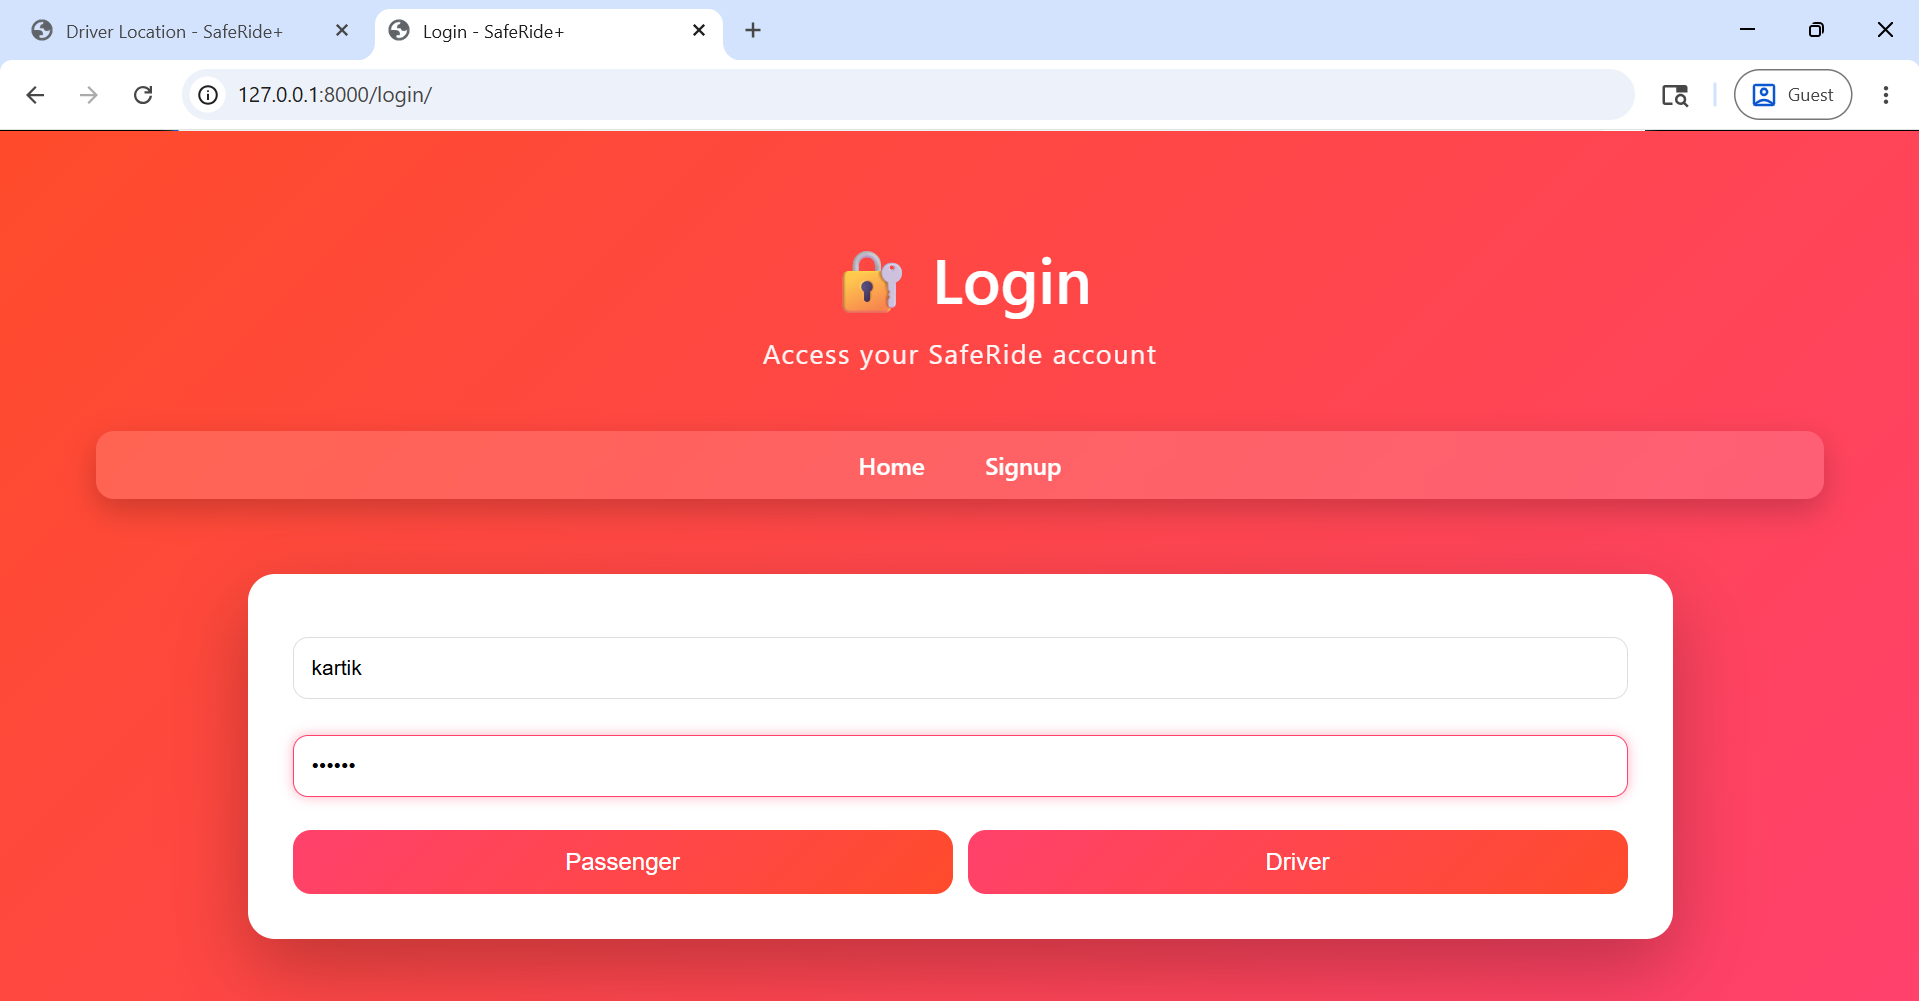 Driver Location - SafeRide+
Login - SafeRide+
127.0.0.1:8000/login/
Guest
Login
Access your SafeRide account
Home Signup
kartik
••••••
Passenger Driver